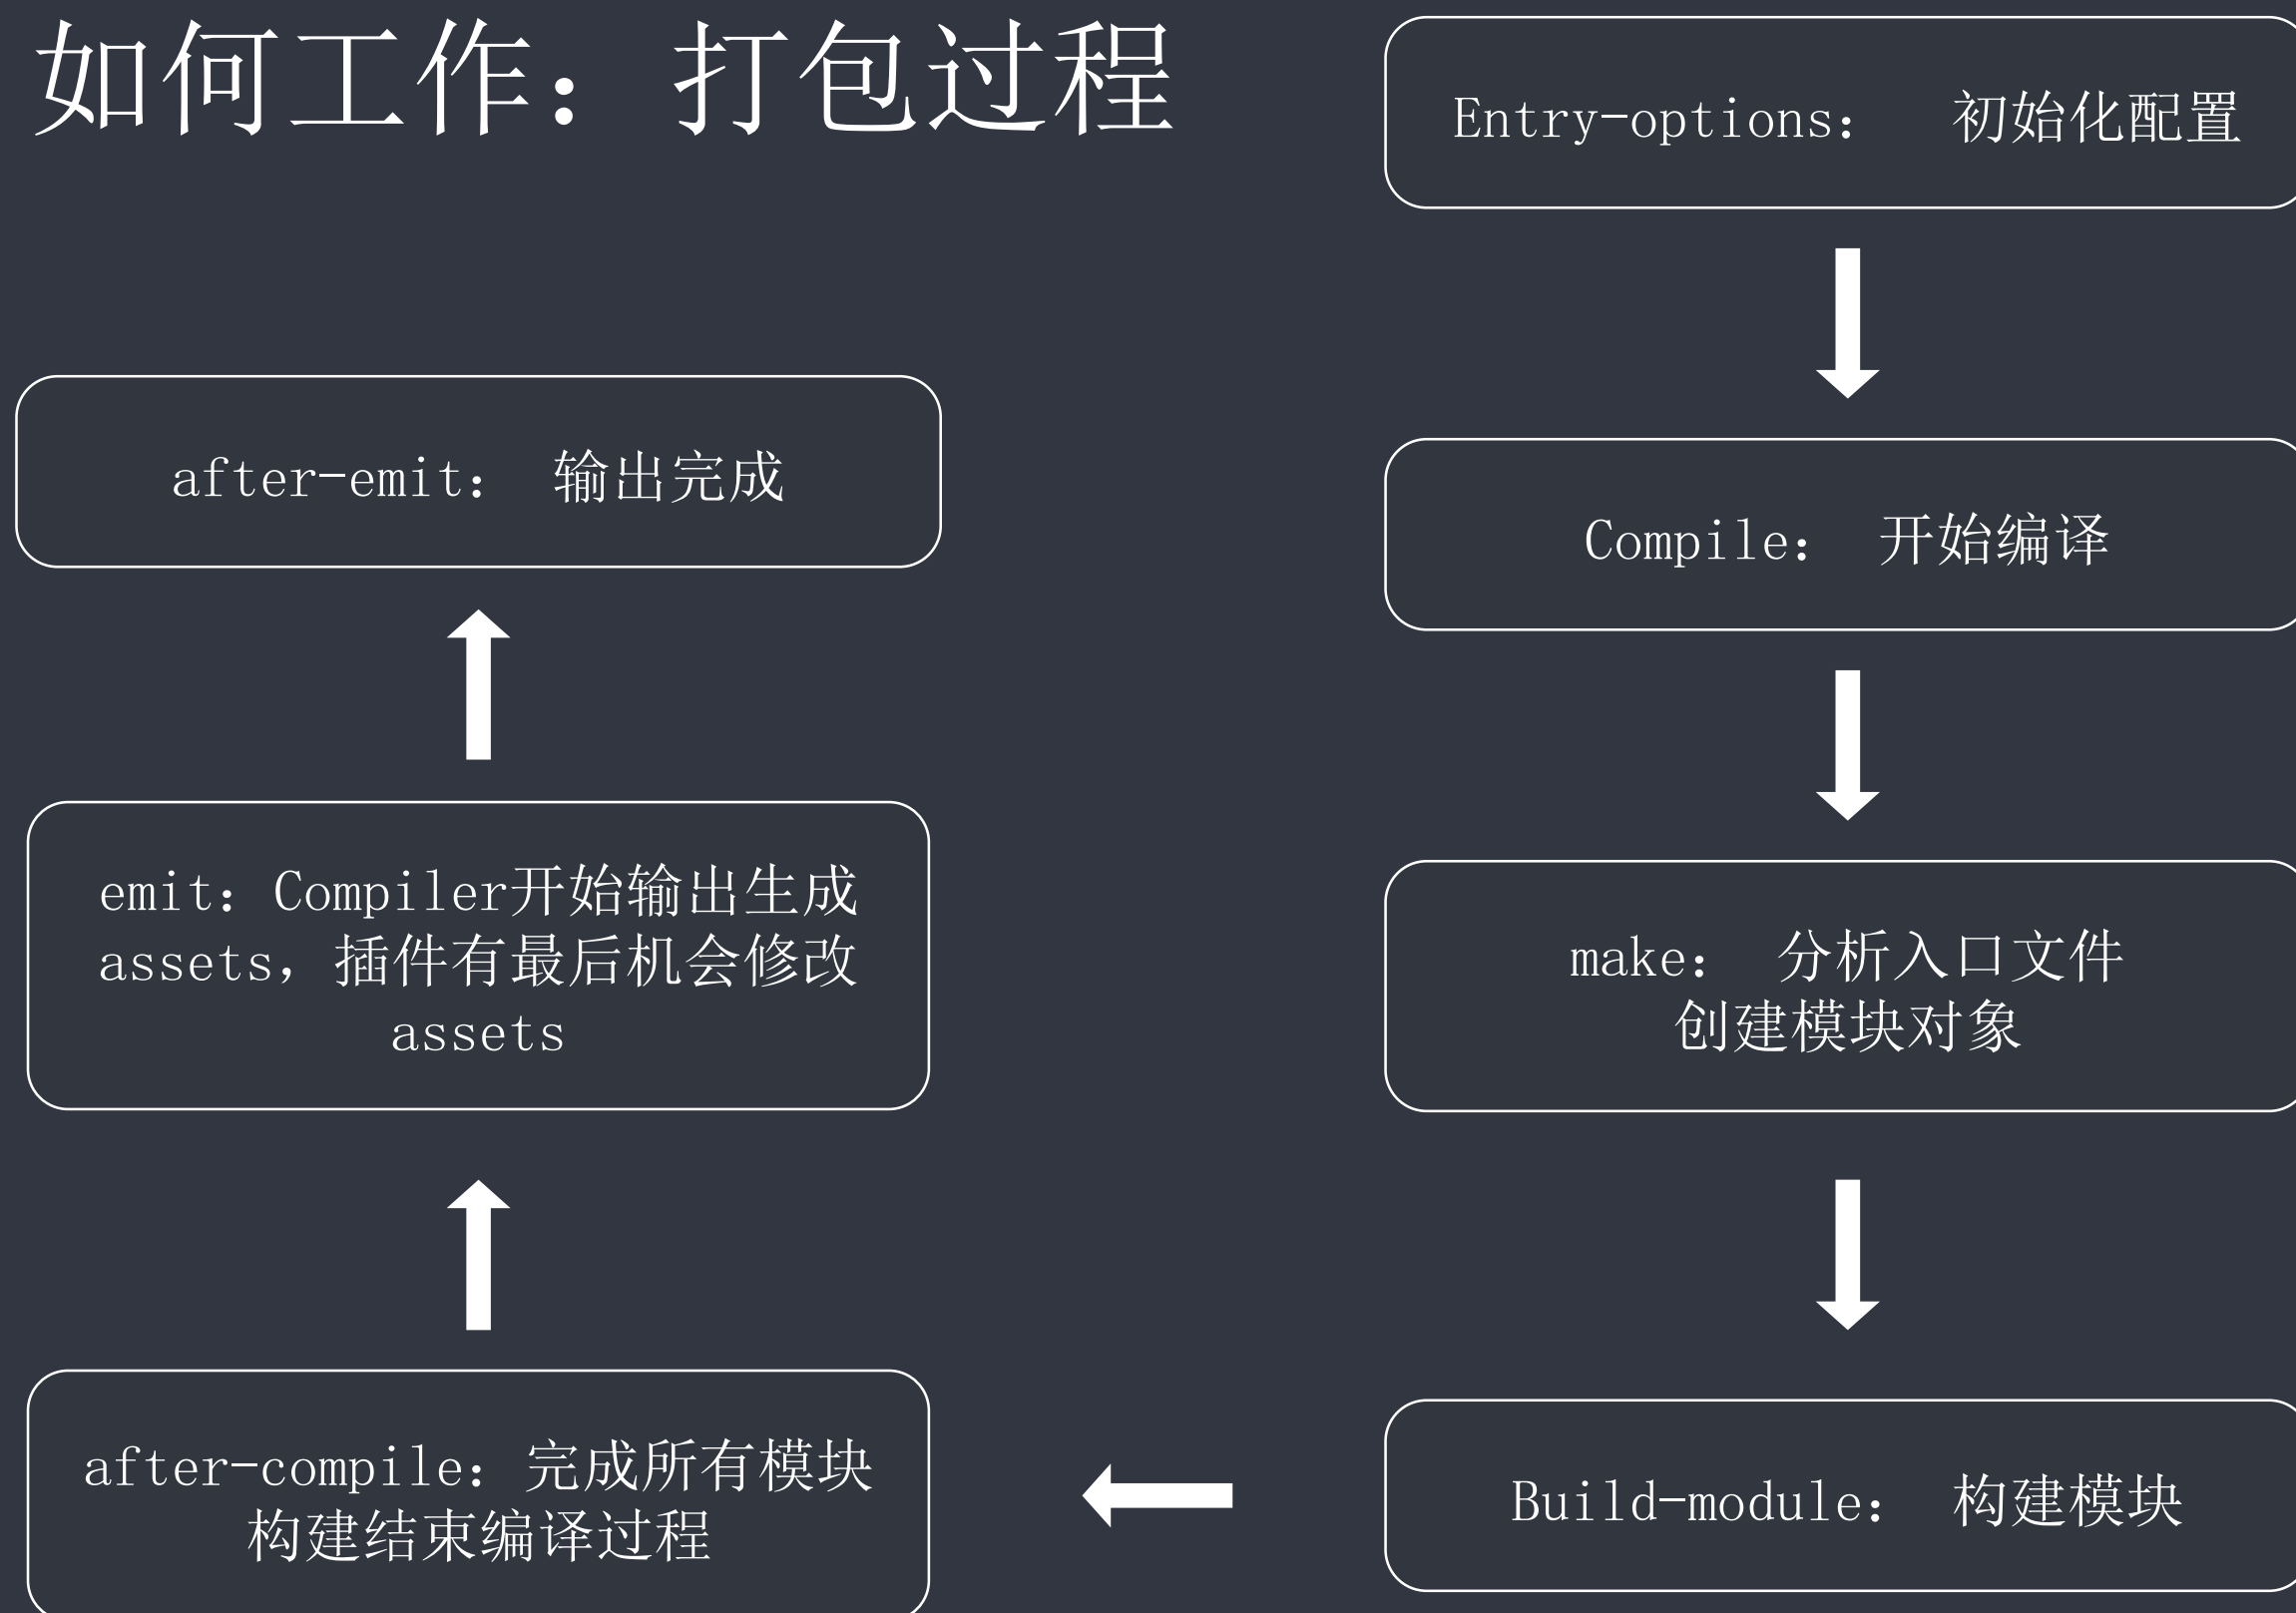 如何工作： 打包过程
Entry-options： 初始化配置
Compile： 开始编译
make： 分析入口文件
创建模块对象
Build-module： 构建模块
after-compile：完成所有模块
构建结束编译过程
emit：Compiler开始输出生成
assets，插件有最后机会修改
assets
after-emit： 输出完成